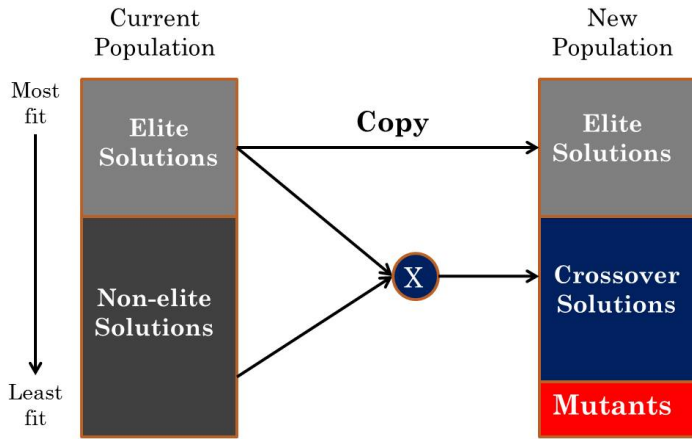 Current
Population
New
Population
Most
fit
Elite
Solutions
Copy
Elite
Solutions
X
Non-elite
Solutions
Crossover
Solutions
Least
fit
Mutants